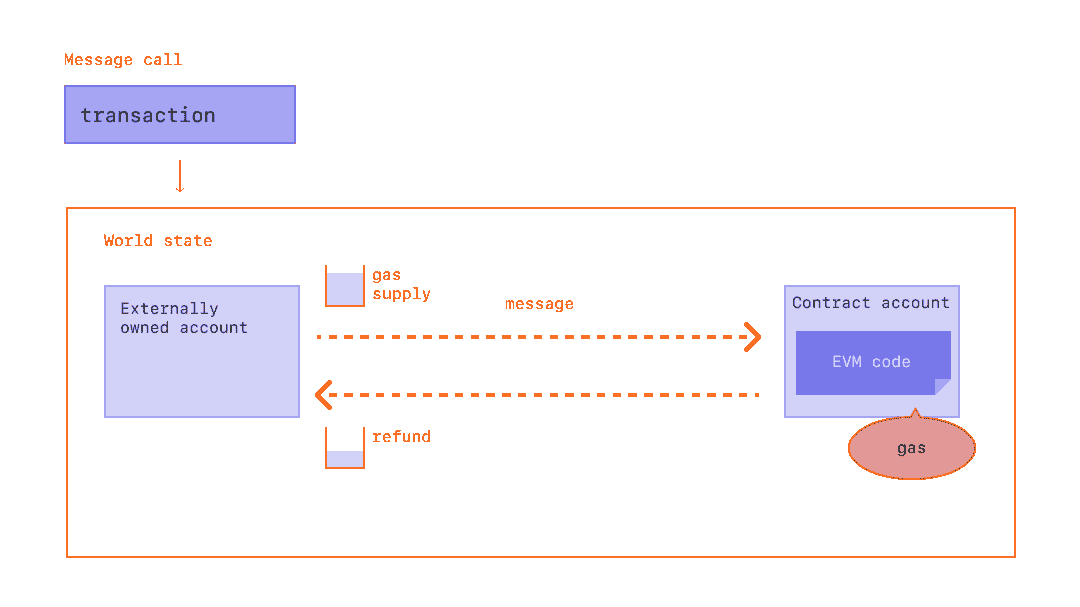 Message call
transaction
World state
Externally
owned account
gas
supply
message
Contract account
EVM code
refund
gas